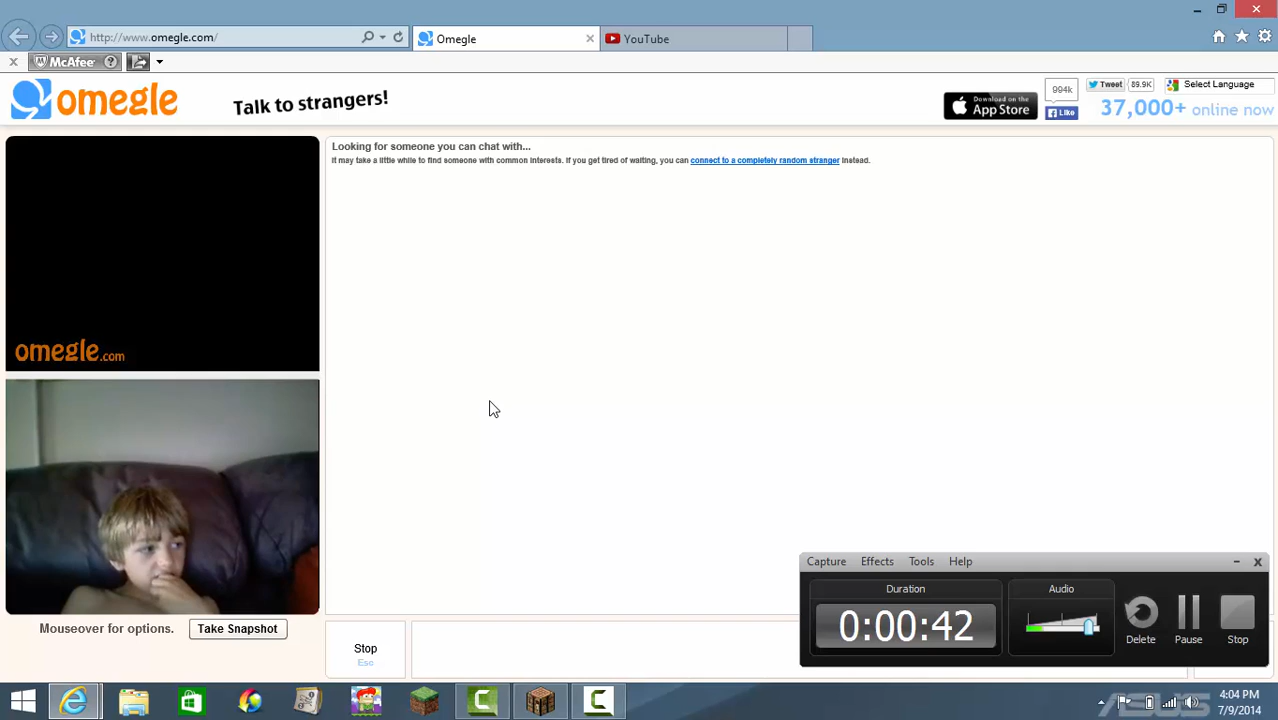 http://www.omegle.com/
Omegle
YouTube
McAfee
omegle
Talk to strangers!
Download on the
App Store
994k
Like
Tweet
89.9K
Select Language
37,000+ online now
Looking for someone you can chat with...
It may take a little while to find someone with common interests. If you get tired of waiting, you can connect to a completely random stranger instead.
omegle.com
Mouseover for options.
Take Snapshot
Stop
Esc
Capture
Effects
Tools
Help
Duration
0:00:42
Audio
Delete
Pause
Stop
ASUS
4:04 PM
7/9/2014